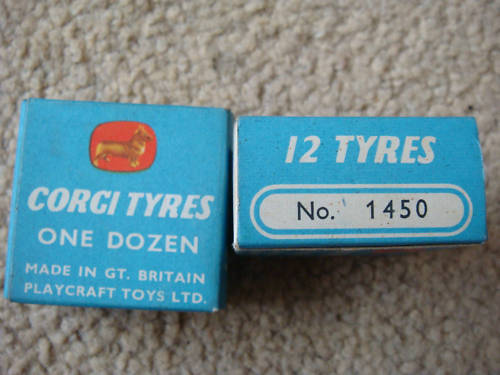 CORGI TYRES
ONE DOZEN
MADE IN GT. BRITAIN
PLAYCRAFT TOYS LTD.
12 TYRES
No. 1450